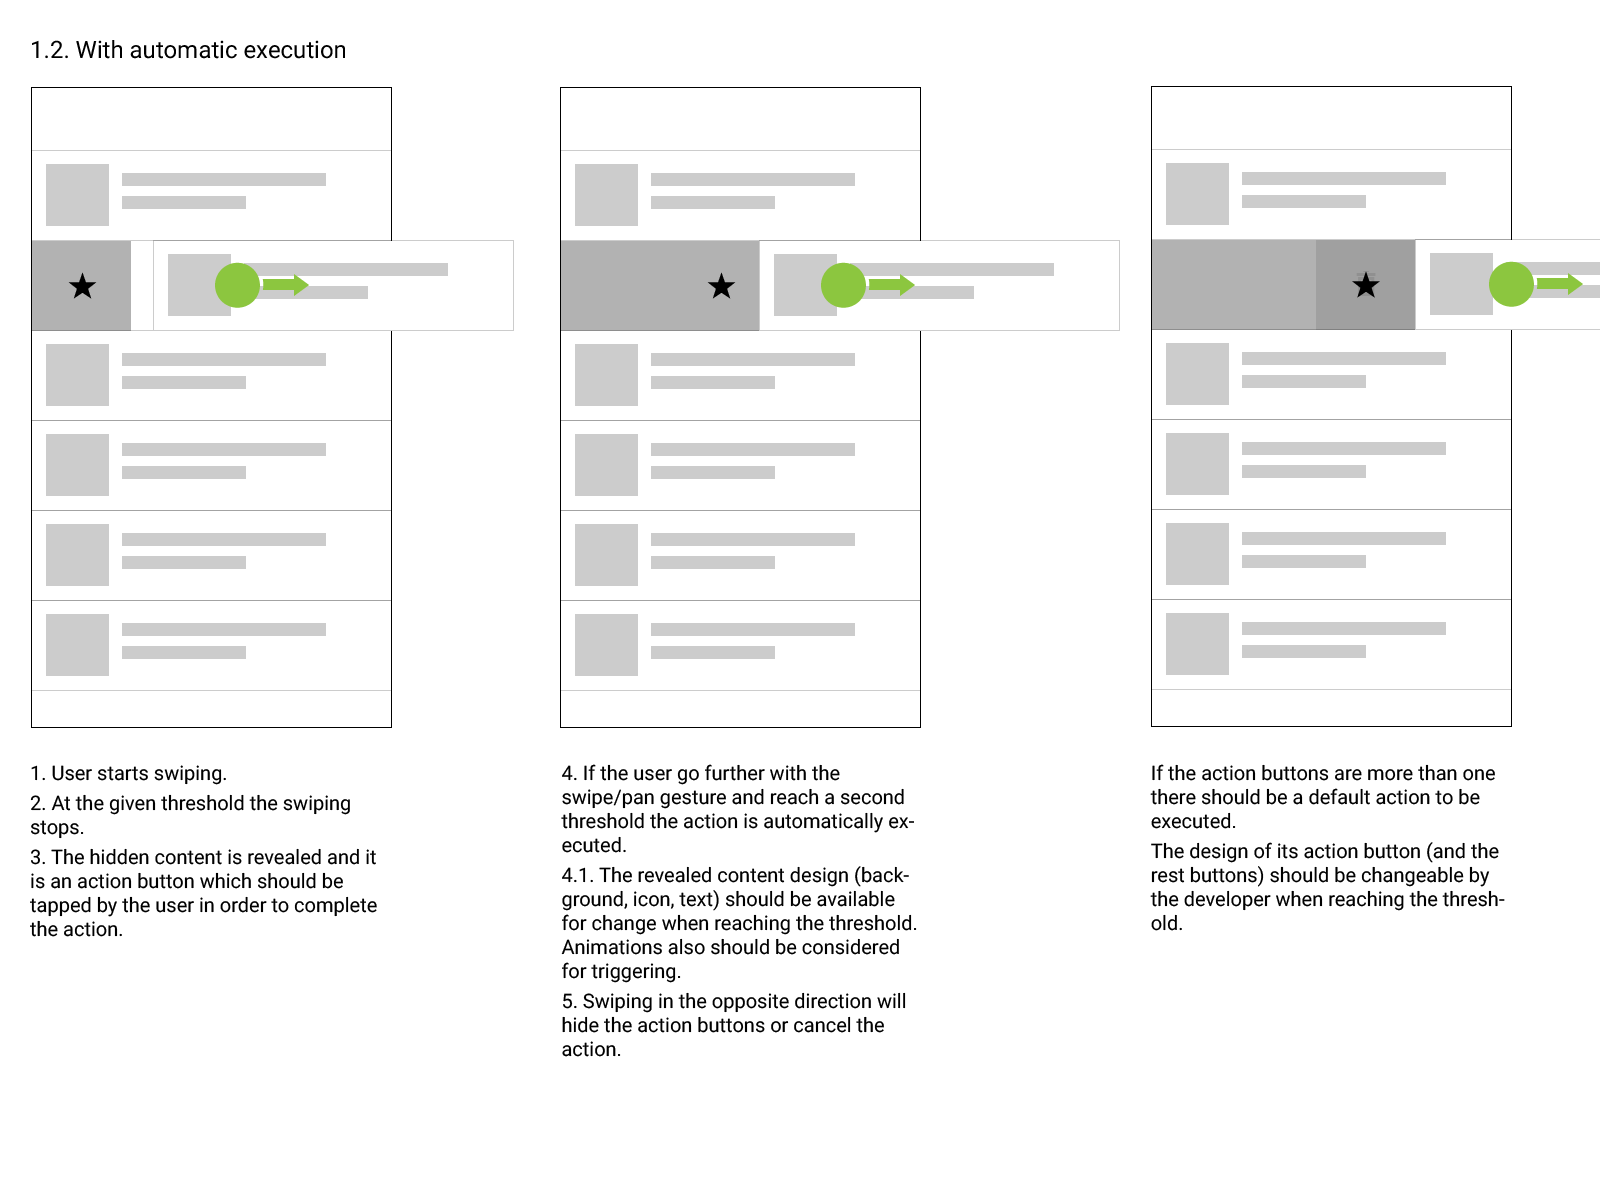 1.2. With automatic execution
1. User starts swiping.
2. At the given threshold the swiping
stops.
3. The hidden content is revealed and it
is an action button which should be
tapped by the user in order to complete
the action.
4. If the user go further with the
swipe/pan gesture and reach a second
threshold the action is automatically ex-
ecuted.
4.1. The revealed content design (back-
ground, icon, text) should be available
for change when reaching the threshold.
Animations also should be considered
for triggering.
5. Swiping in the opposite direction will
hide the action buttons or cancel the
action.
If the action buttons are more than one
there should be a default action to be
executed.
The design of its action button (and the
rest buttons) should be changeable by
the developer when reaching the thresh-
old.